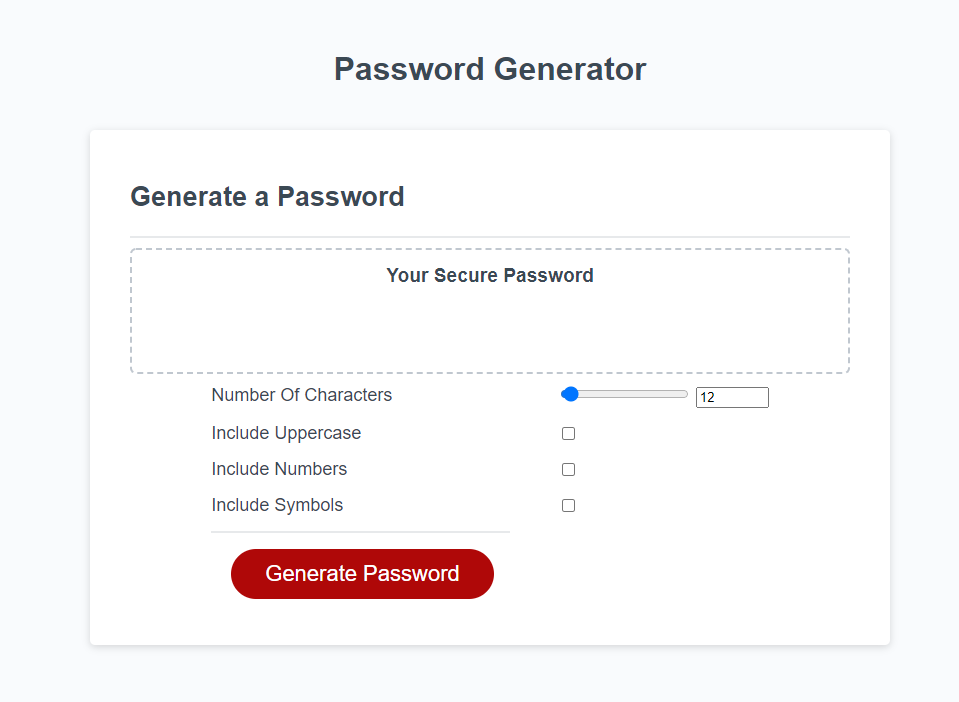 Password Generator
Generate a Password
Your Secure Password
Number Of Characters 12
Include Uppercase
Include Numbers
Include Symbols
Generate Password